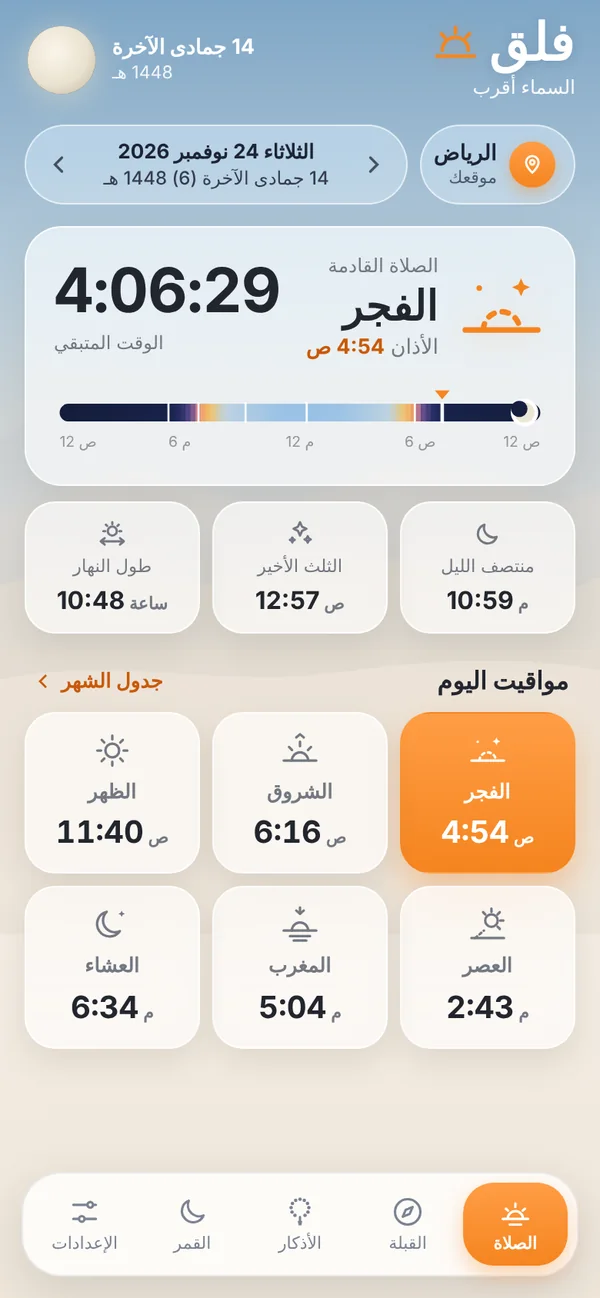 فلق
السماء أقرب
14 جمادى الآخرة
1448 هـ
الرياض
موقعك
الثلاثاء 24 نوفمبر 2026
14 جمادى الآخرة (6) 1448 هـ
الصلاة القادمة
الفجر
الأذان 4:54 ص
4:06:29
الوقت المتبقي
12 ص
6 ص
12 م
6 م
12 ص
منتصف الليل
10:59 م
الثلث الأخير
12:57 ص
طول النهار
10:48 ساعة
مواقيت اليوم
جدول الشهر
الفجر
4:54 ص
الشروق
6:16 ص
الظهر
11:40 ص
العصر
2:43 م
المغرب
5:04 م
العشاء
6:34 م
الصلاة
القبلة
الأذكار
القمر
الإعدادات